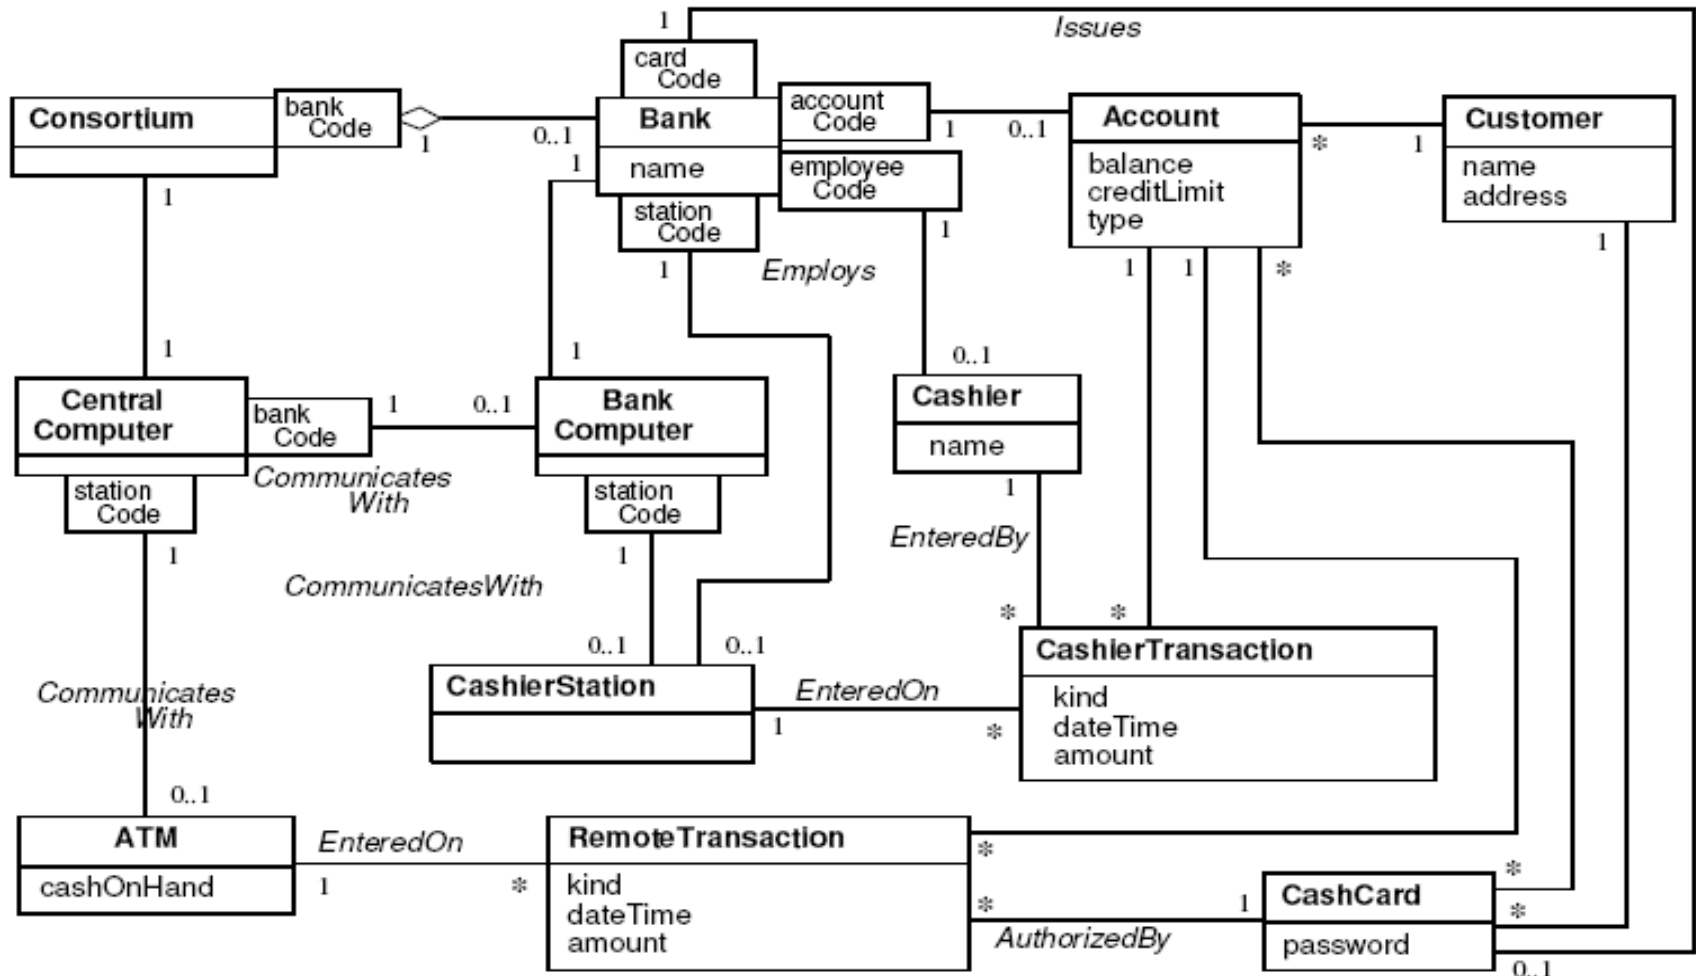 1
Issues
card
Code
Consortium
bank
Code
1
0..1
Bank
name
account
Code
1
0..1
Account
balance
creditLimit
type
*
1
Customer
name
address
employee
Code
1
station
Code
1
1
1
Employs
1
1
1
*
1
1
1
0..1
Central
Computer
bank
Code
1
0..1
Bank
Computer
Cashier
name
station
Code
Communicates
With
station
Code
1
EnteredBy
1
1
CommunicatesWith
*
*
0..1
0..1
CashierTransaction
kind
dateTime
amount
CashierStation
EnteredOn
1
*
Communicates
With
0..1
ATM
cashOnHand
EnteredOn
1
*
RemoteTransaction
kind
dateTime
amount
*
*
AuthorizedBy
1
*
*
CashCard
password
0..1